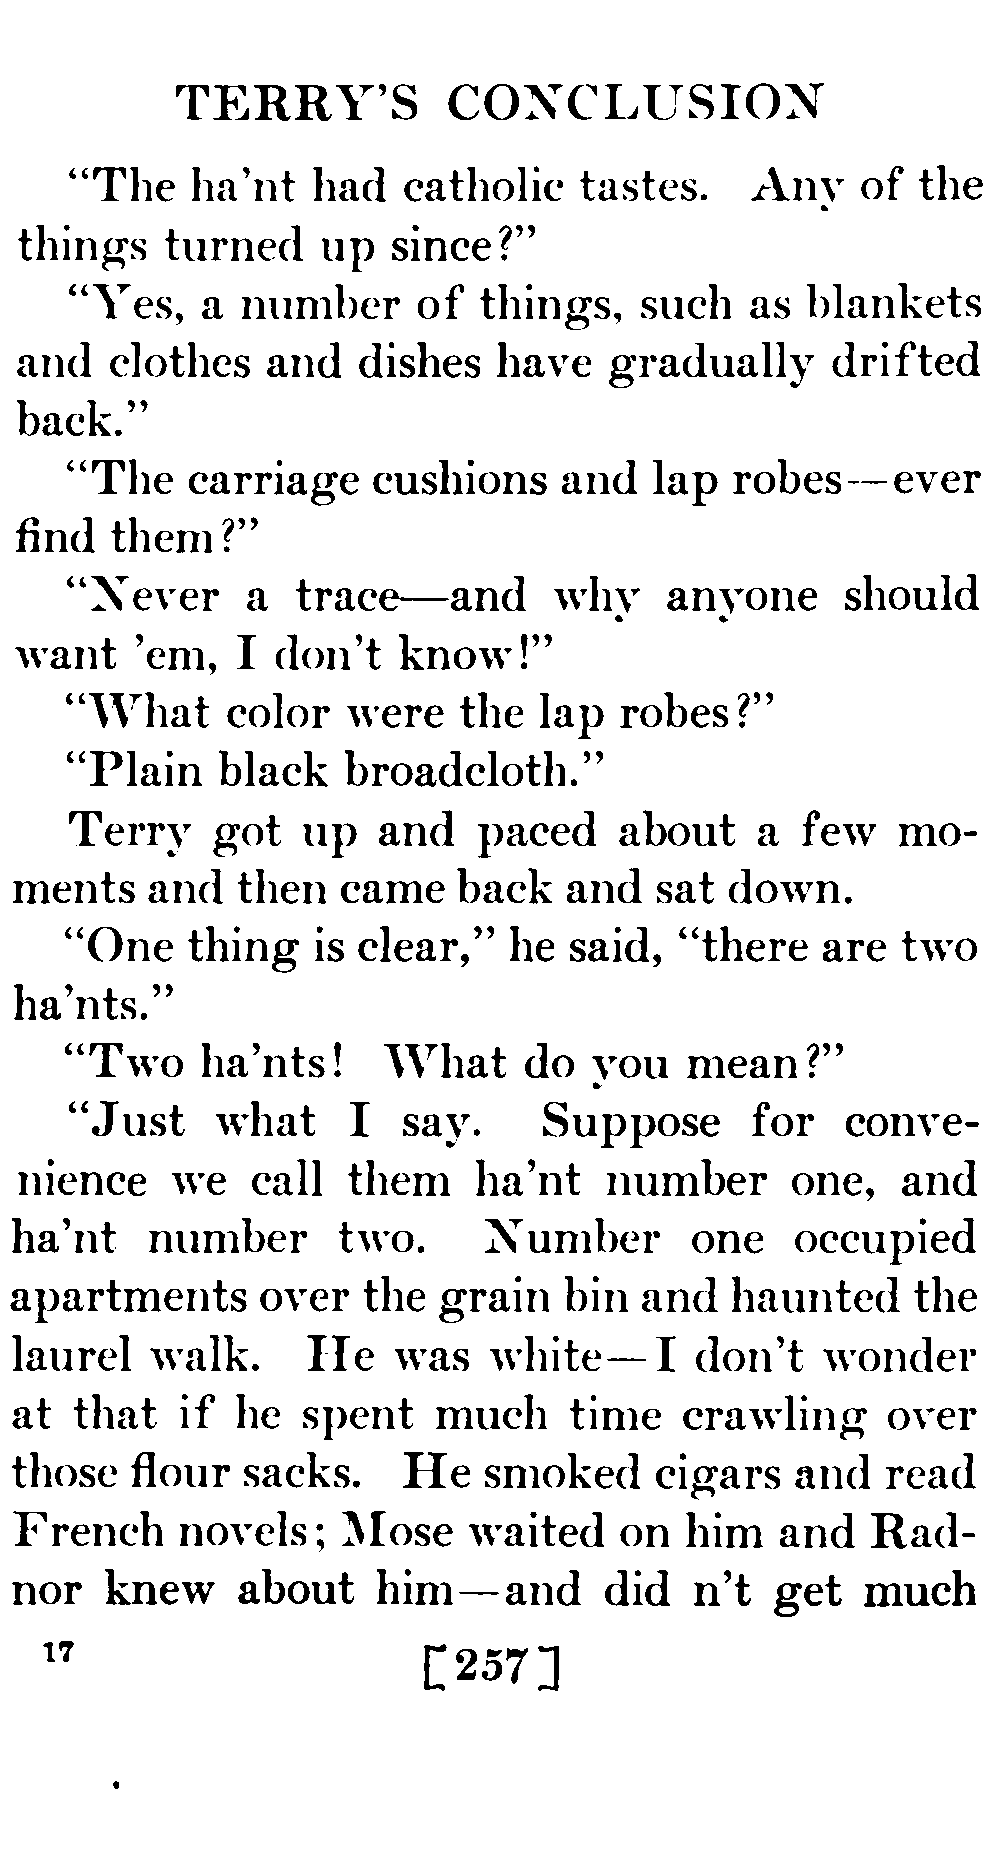 TERRY'S CONCLUSION
"The ha'nt had catholic tastes. Any of the
things turned up since?"
"Yes, a number of things, such as blankets
and clothes and dishes have gradually drifted
back."
"The carriage cushions and lap robes—ever
find them?"
"Never a trace—and why anyone should
want 'em, I don't know!"
"What color were the lap robes?"
"Plain black broadcloth."
Terry got up and paced about a few mo-
ments and then came back and sat down.
"One thing is clear," he said, "there are two
ha'nts."
"Two ha'nts! What do you mean?"
"Just what I say. Suppose for conve-
nience we call them ha'nt number one, and
ha'nt number two. Number one occupied
apartments over the grain bin and haunted the
laurel walk. He was white—I don't wonder
at that if he spent much time crawling over
those flour sacks. He smoked cigars and read
French novels; Mose waited on him and Rad-
nor knew about him—and did n't get much
17 [257]